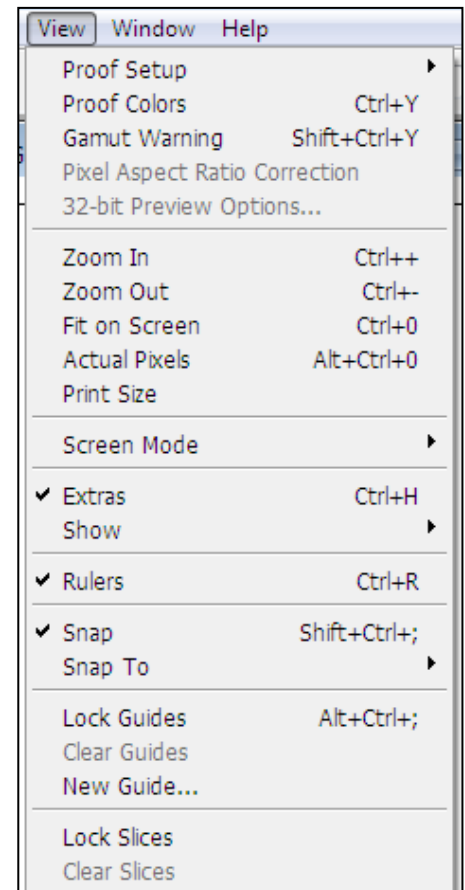 View Window Help
Proof Setup
Proof Colors Ctrl+Y
Gamut Warning Shift+Ctrl+Y
Pixel Aspect Ratio Correction
32-bit Preview Options...
Zoom In Ctrl++
Zoom Out Ctrl+-
Fit on Screen Ctrl+0
Actual Pixels Alt+Ctrl+0
Print Size
Screen Mode
Extras Ctrl+H
Show
Rulers Ctrl+R
Snap Shift+Ctrl+;
Snap To
Lock Guides Alt+Ctrl+;
Clear Guides
New Guide...
Lock Slices
Clear Slices